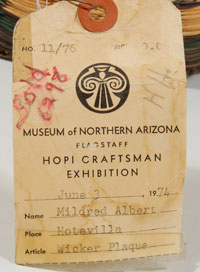 No. 11/76
MUSEUM of NORTHERN ARIZONA
FLAGSTAFF
HOPI CRAFTSMAN
EXHIBITION
June 3 1974
Name Mildred Albert
Place Hotevilla
Article Wicker Plaque